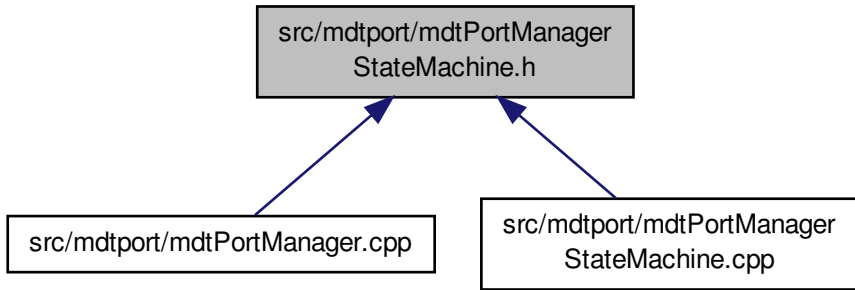 src/mdtport/mdtPortManager
StateMachine.h
src/mdtport/mdtPortManager.cpp
src/mdtport/mdtPortManager
StateMachine.cpp